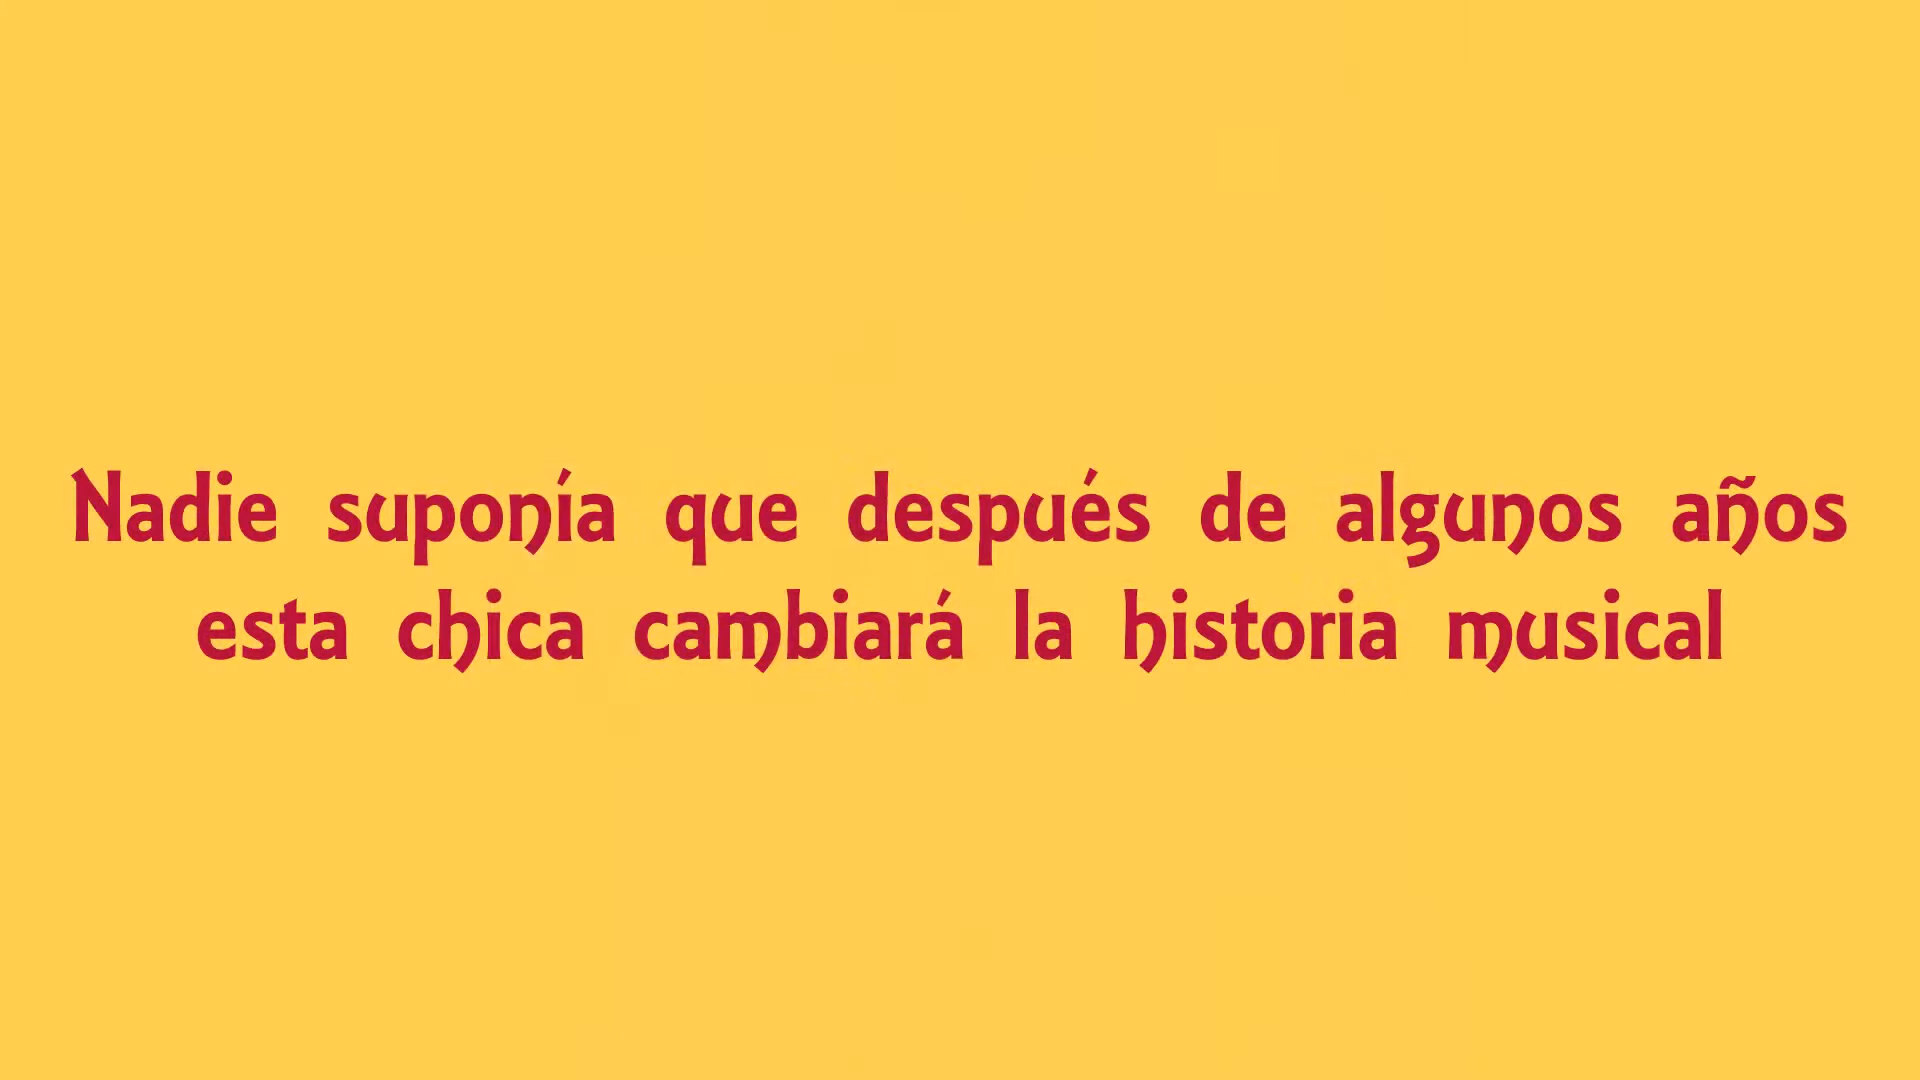 Nadie suponía que después de algunos años
esta chica cambiará la historia musical